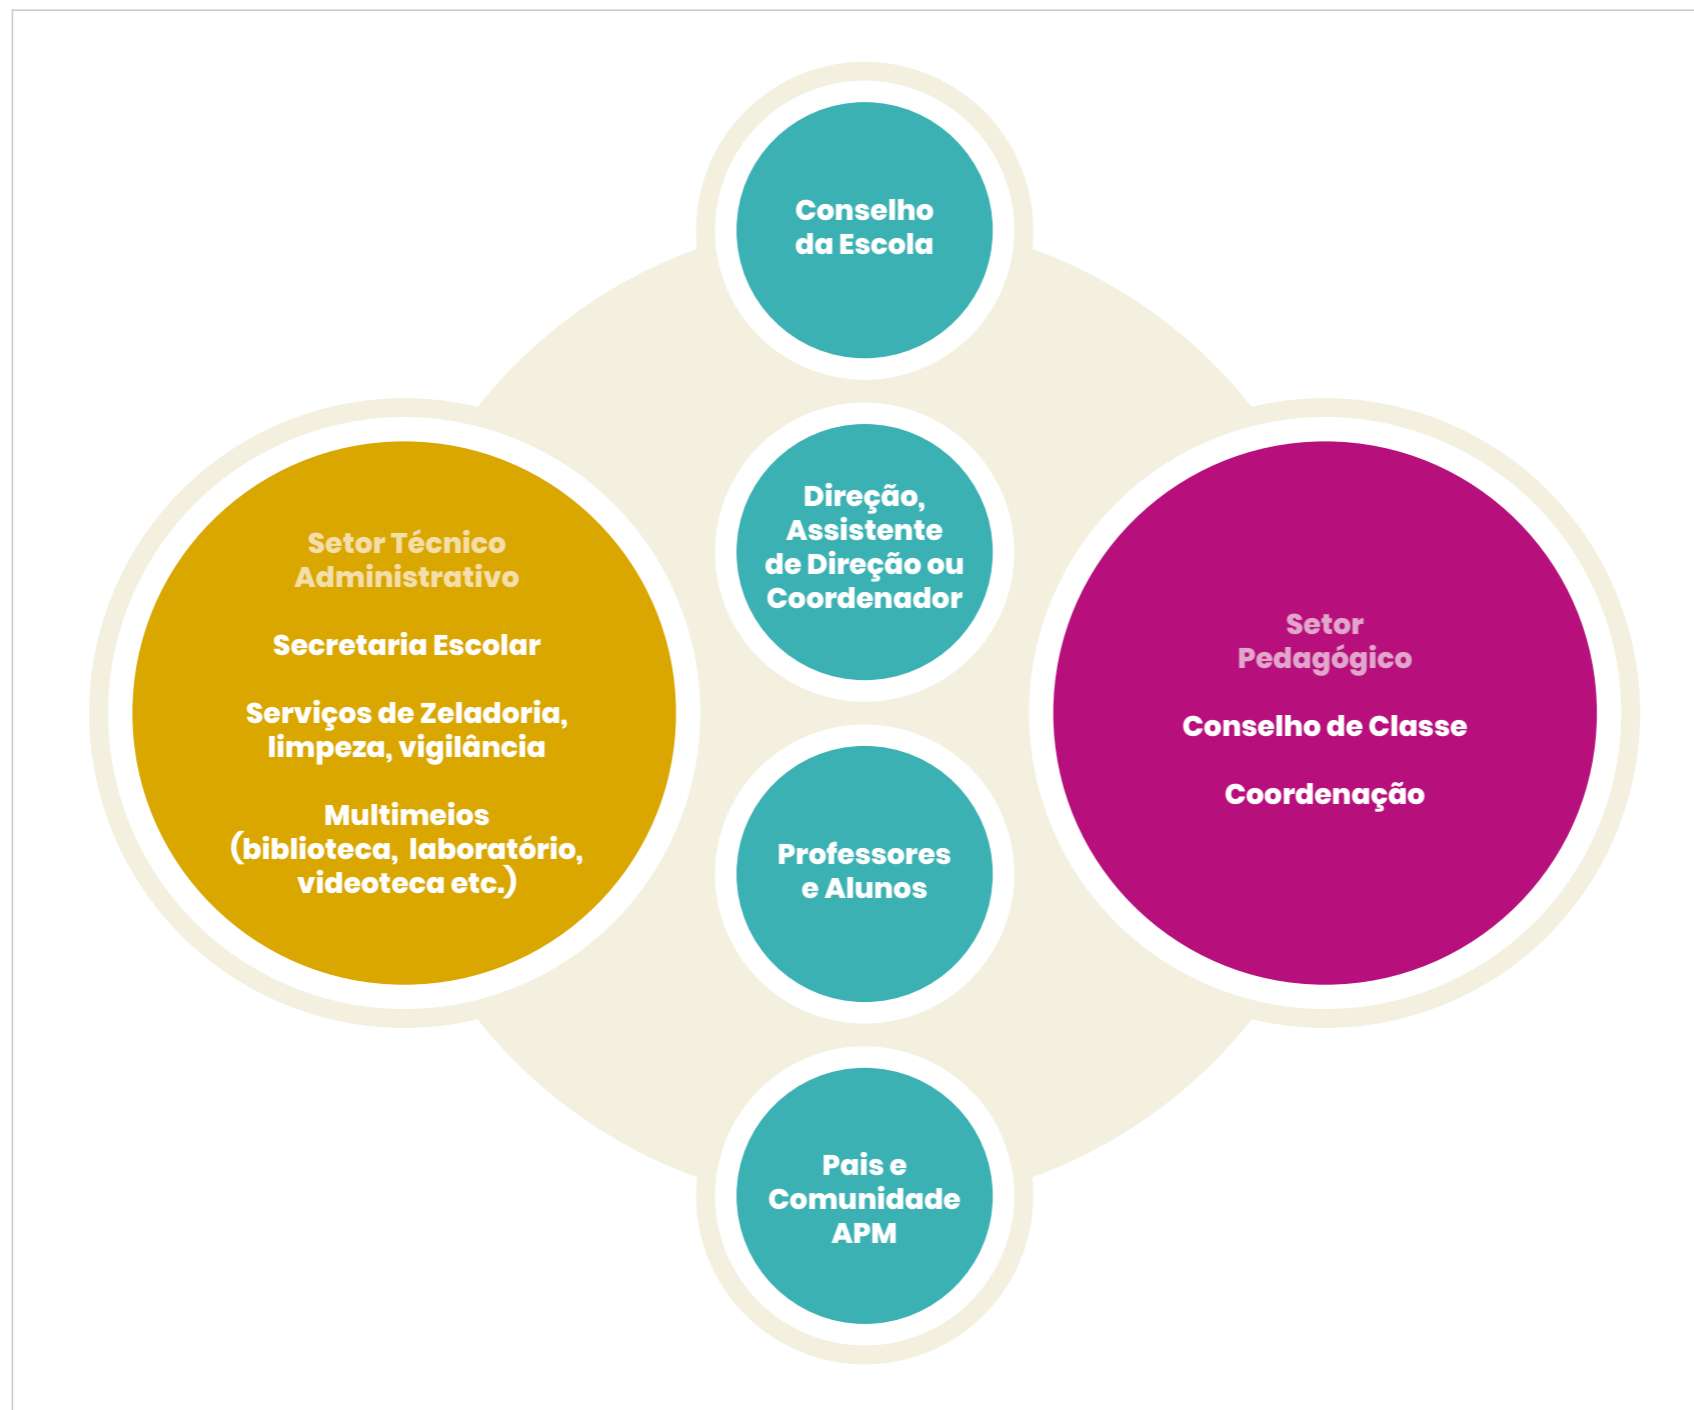 Conselho
da Escola
Direção,
Assistente
de Direção ou
Coordenador
Setor Técnico
Administrativo
Secretaria Escolar
Serviços de Zeladoria,
limpeza, vigilância
Multimeios
(biblioteca, laboratório,
videoteca etc.)
Setor
Pedagógico
Conselho de Classe
Coordenação
Professores
e Alunos
Pais e
Comunidade
APM